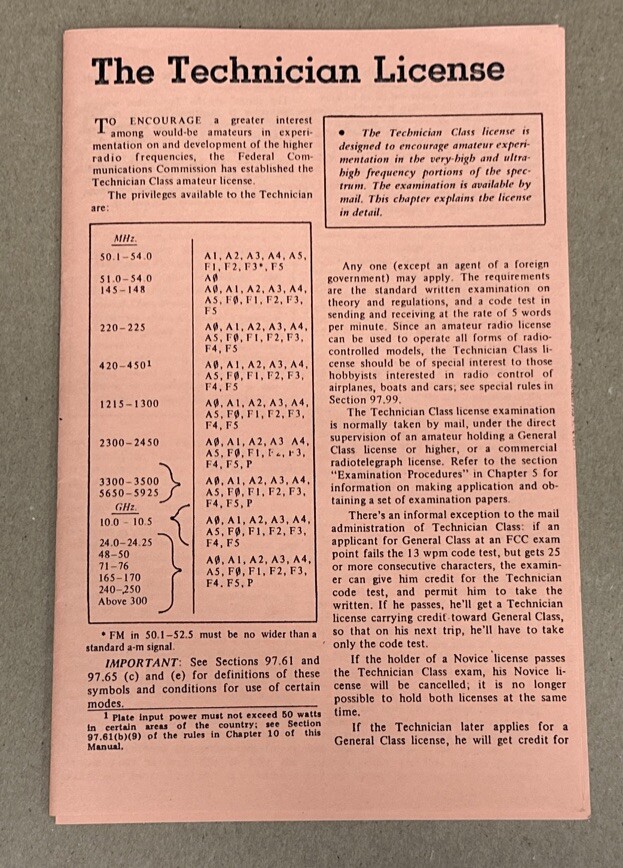 The Technician License
TO ENCOURAGE a greater interest
among would-be amateurs in experi-
mentation on and development of the higher
radio frequencies, the Federal Com-
munications Commission has established the
Technician Class amateur license.
The privileges available to the Technician
are:
MHz.
50.1-54.0 A1, A2, A3, A4, A5,
F1, F2, F3*, F5
51.0-54.0 AØ
145-148 AØ, A1, A2, A3, A4,
A5, FØ, F1, F2, F3,
F5
220-225 AØ, A1, A2, A3, A4,
A5, FØ, F1, F2, F3,
F4, F5
420-450¹ AØ, A1, A2, A3, A4,
A5, FØ, F1, F2, F3,
F4, F5
1215-1300 AØ, A1, A2, A3, A4,
A5, FØ, F1, F2, F3,
F4, F5
2300-2450 AØ, A1, A2, A3 A4,
A5, FØ, F1, F2, F3,
F4, F5, P
3300-3500 AØ, A1, A2, A3, A4,
5650-5925 A5, FØ, F1, F2, F3,
F4, F5, P
GHz.
10.0 - 10.5 AØ, A1, A2, A3, A4,
A5, FØ, F1, F2, F3,
F4, F5
24.0-24.25
48-50 AØ, A1, A2, A3, A4,
71-76 A5, FØ, F1, F2, F3,
165-170 F4, F5, P
240-250
Above 300
* FM in 50.1-52.5 must be no wider than a
standard a-m signal.
IMPORTANT: See Sections 97.61 and
97.65 (c) and (e) for definitions of these
symbols and conditions for use of certain
modes.
¹ Plate input power must not exceed 50 watts
in certain areas of the country; see Section
97.61(b)(9) of the rules in Chapter 10 of this
Manual.
• The Technician Class license is
designed to encourage amateur experi-
mentation in the very-high and ultra-
high frequency portions of the spec-
trum. The examination is available by
mail. This chapter explains the license
in detail.
Any one (except an agent of a foreign
government) may apply. The requirements
are the standard written examination on
theory and regulations, and a code test in
sending and receiving at the rate of 5 words
per minute. Since an amateur radio license
can be used to operate all forms of radio-
controlled models, the Technician Class li-
cense should be of special interest to those
hobbyists interested in radio control of
airplanes, boats and cars; see special rules in
Section 97.99.
The Technician Class license examination
is normally taken by mail, under the direct
supervision of an amateur holding a General
Class license or higher, or a commercial
radiotelegraph license. Refer to the section
"Examination Procedures" in Chapter 5 for
information on making application and ob-
taining a set of examination papers.
There's an informal exception to the mail
administration of Technician Class: if an
applicant for General Class at an FCC exam
point fails the 13 wpm code test, but gets 25
or more consecutive characters, the examin-
er can give him credit for the Technician
code test, and permit him to take the
written. If he passes, he'll get a Technician
license carrying credit toward General Class,
so that on his next trip, he'll have to take
only the code test.
If the holder of a Novice license passes
the Technician Class exam, his Novice li-
cense will be cancelled; it is no longer
possible to hold both licenses at the same
time.
If the Technician later applies for a
General Class license, he will get credit for